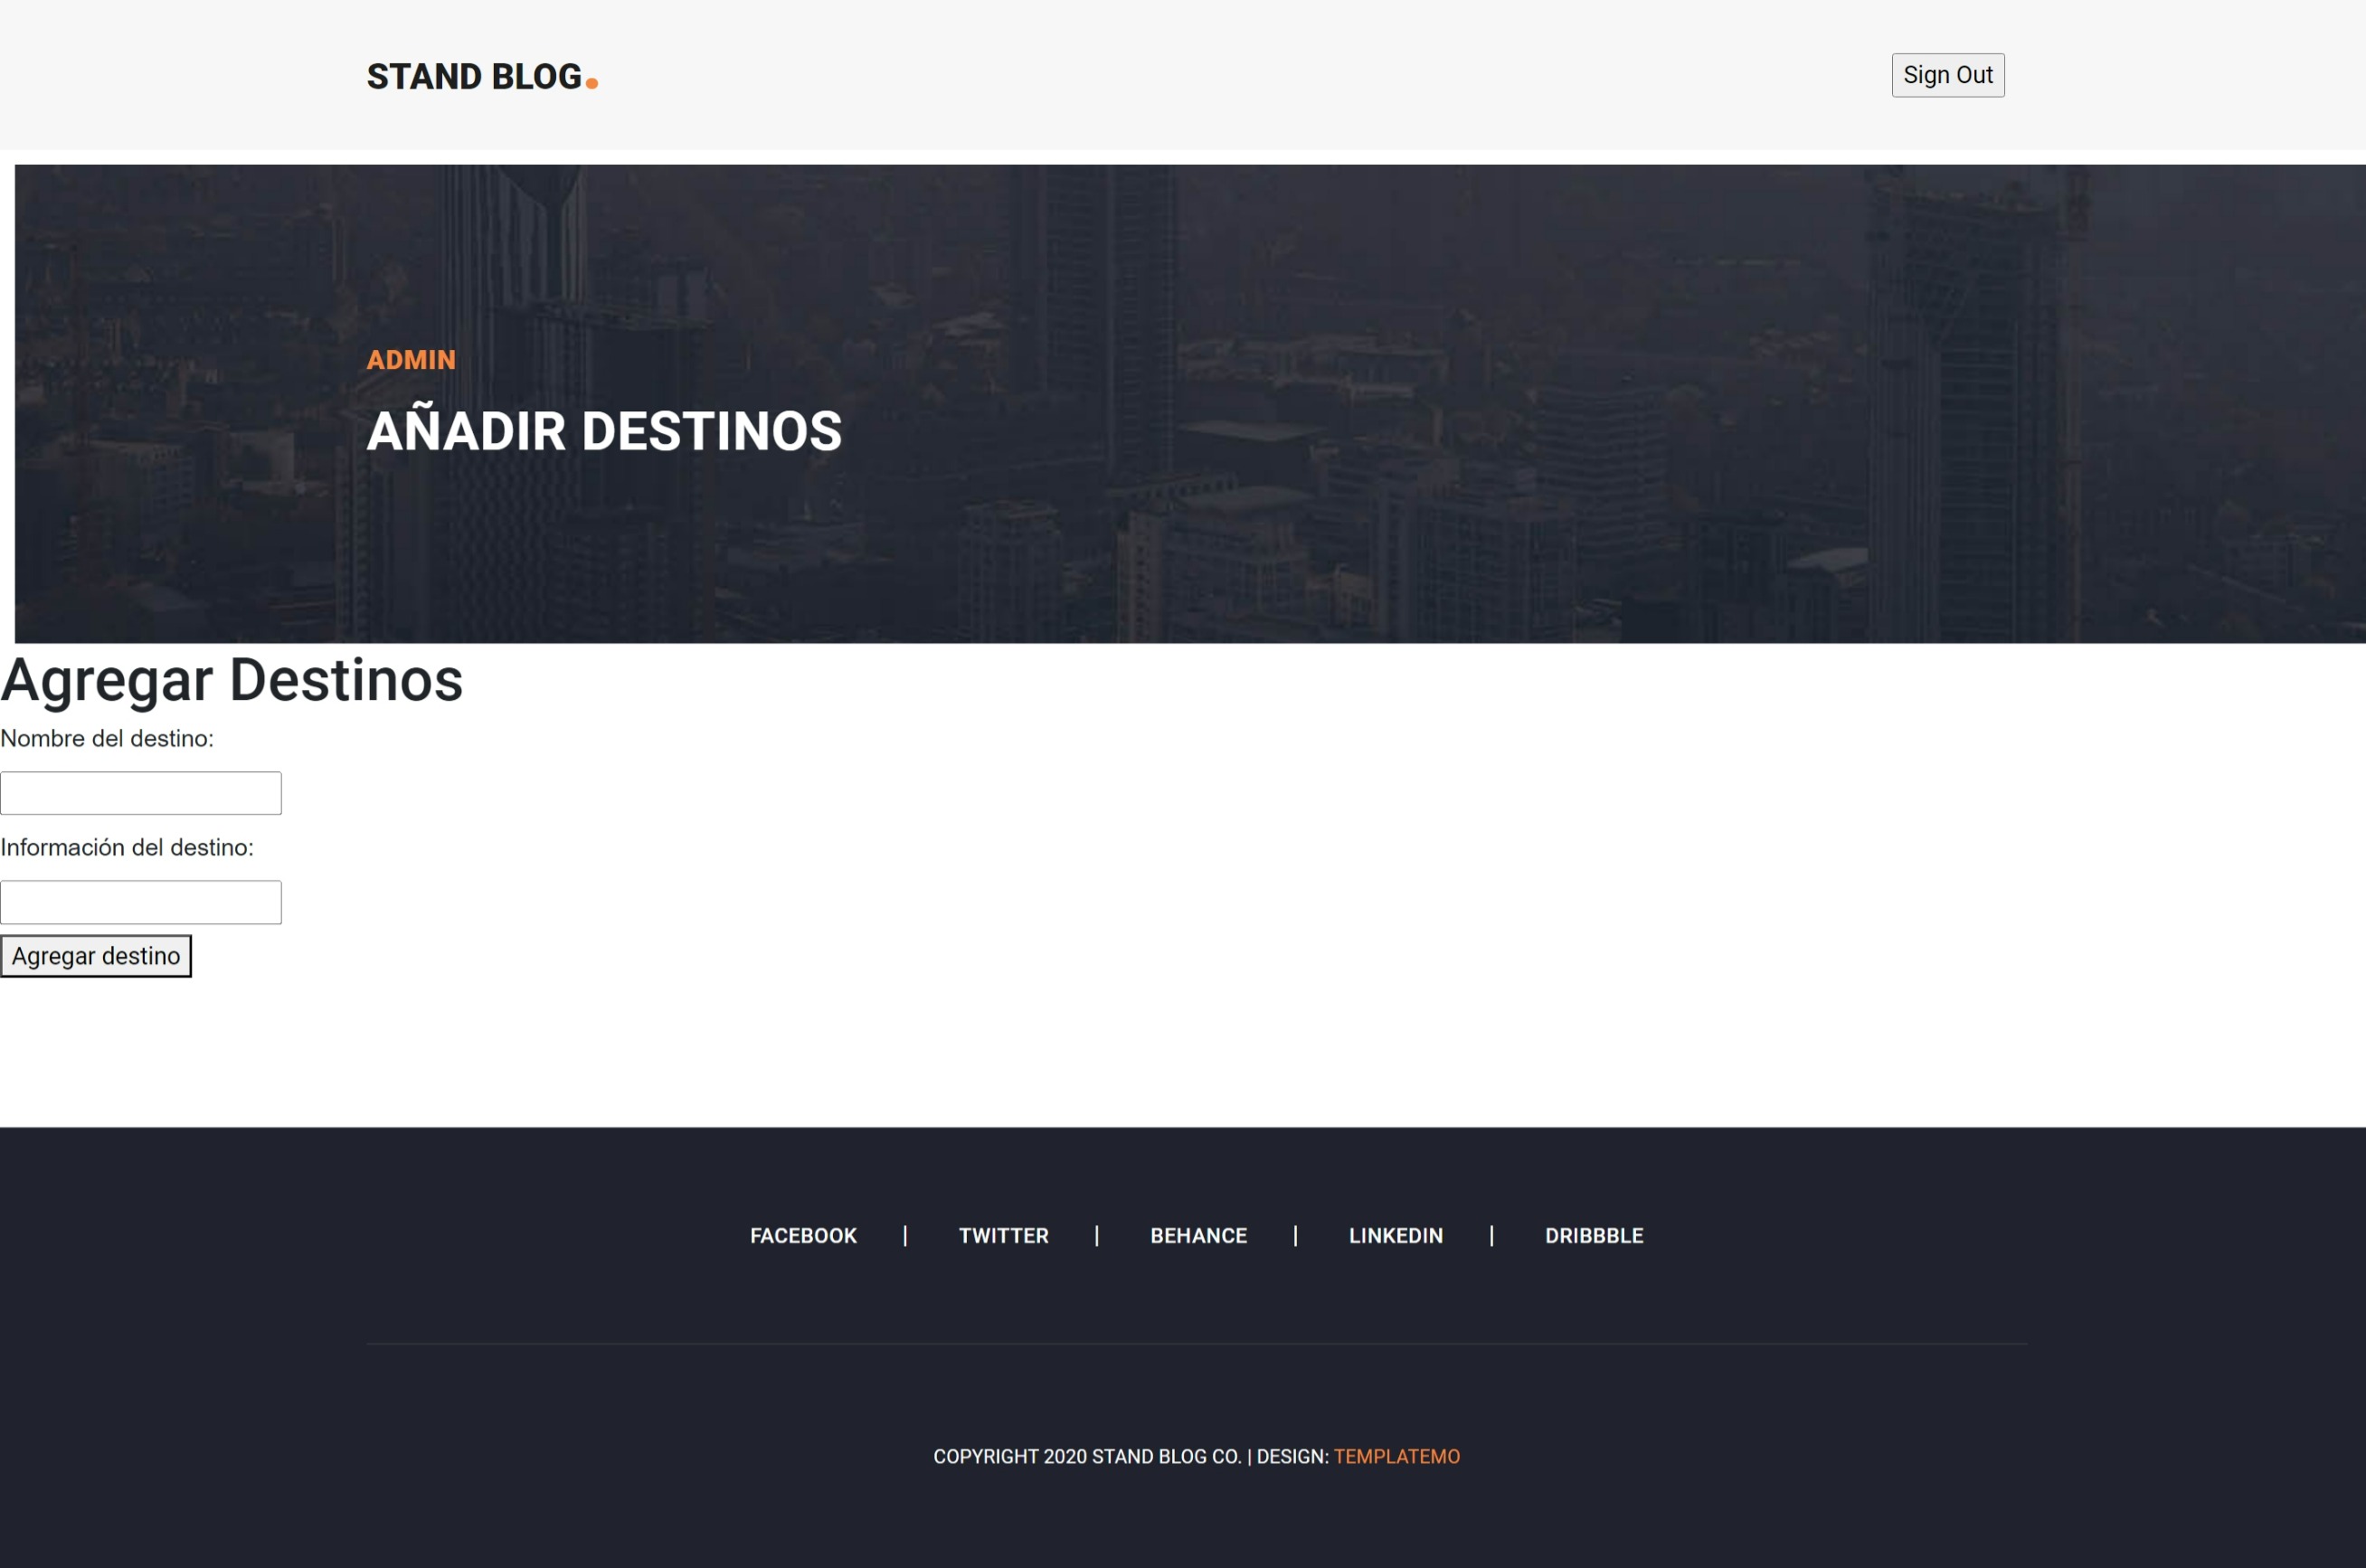 STAND BLOG.
Sign Out
ADMIN
AÑADIR DESTINOS
Agregar Destinos
Nombre del destino:
Información del destino:
Agregar destino
FACEBOOK | TWITTER | BEHANCE | LINKEDIN | DRIBBBLE
COPYRIGHT 2020 STAND BLOG CO. | DESIGN: TEMPLATEMO